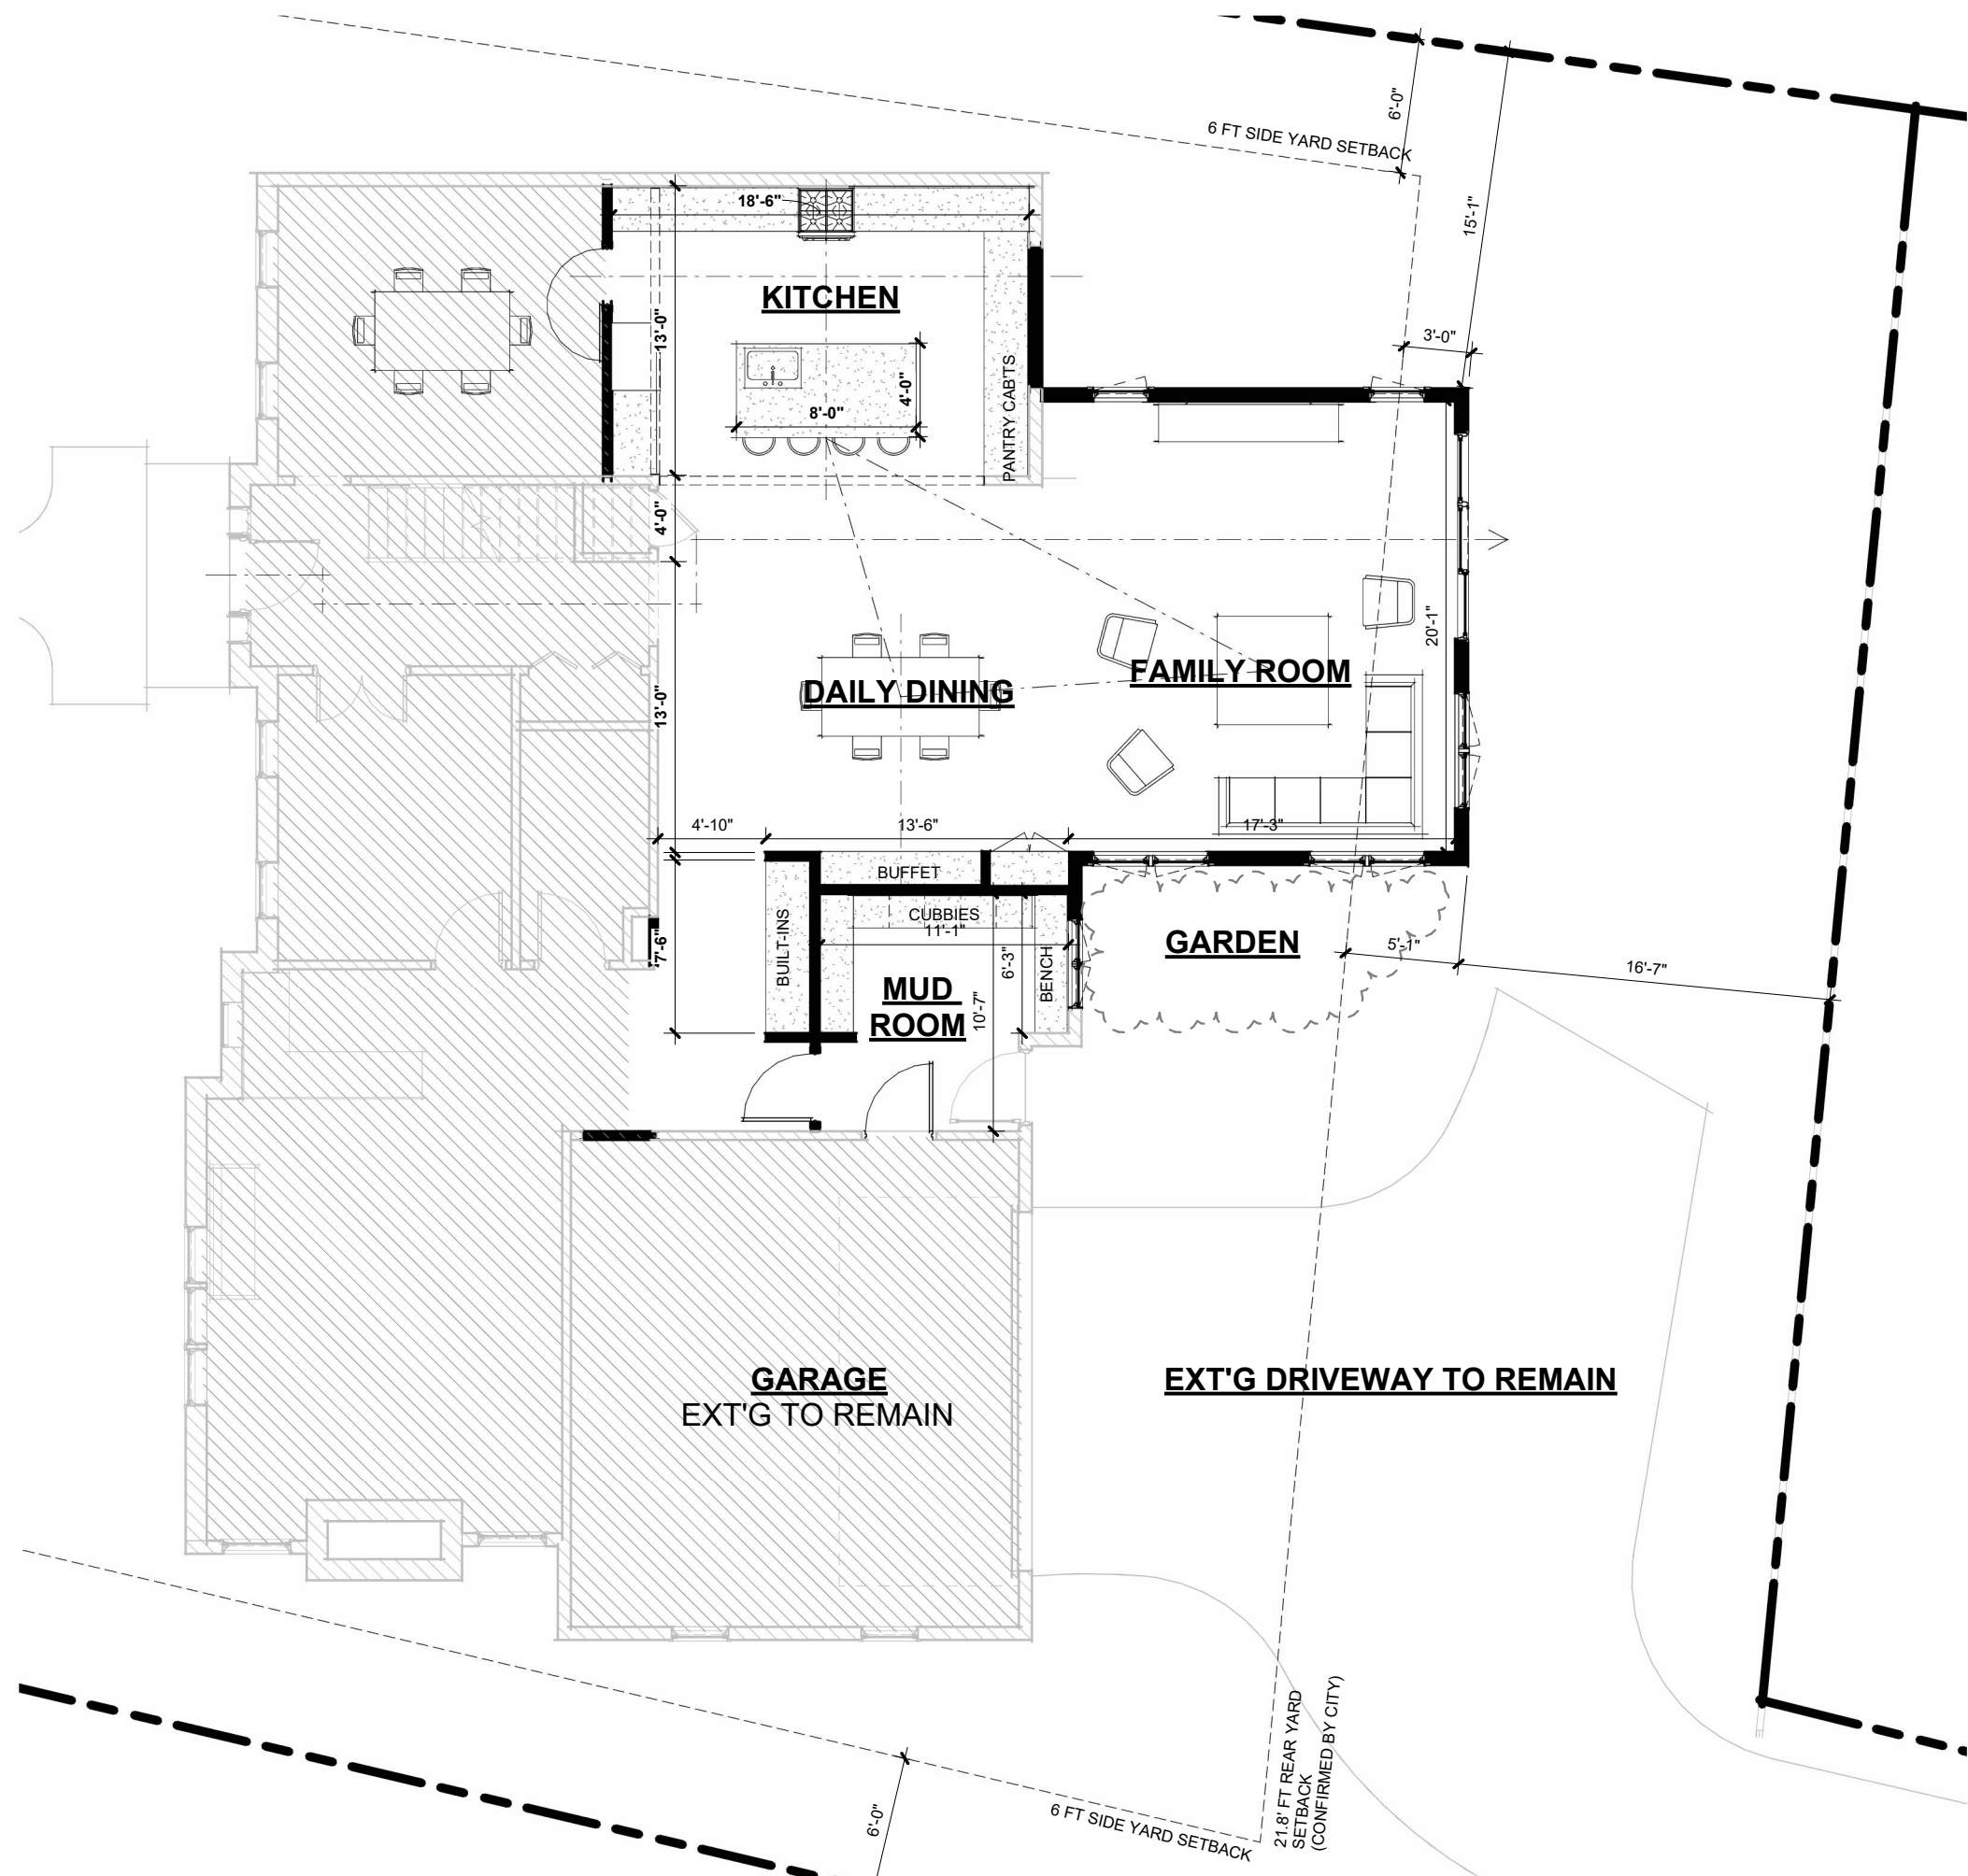 6'-0"
6 FT SIDE YARD SETBACK
15'-1"
18'-6"
KITCHEN
13'-0"
3'-0"
4'-0"
8'-0"
PANTRY CAB'TS
4'-0"
20'-1"
FAMILY ROOM
DAILY DINING
13'-0"
4'-10"
13'-6"
17'-3"
BUFFET
CUBBIES
11'-1"
BUILT-INS
7'-6"
6'-3"
BENCH
GARDEN
5'-1"
16'-7"
MUD
ROOM
10'-7"
GARAGE
EXT'G TO REMAIN
EXT'G DRIVEWAY TO REMAIN
21.8' FT REAR YARD
SETBACK
(CONFIRMED BY CITY)
6'-0"
6 FT SIDE YARD SETBACK